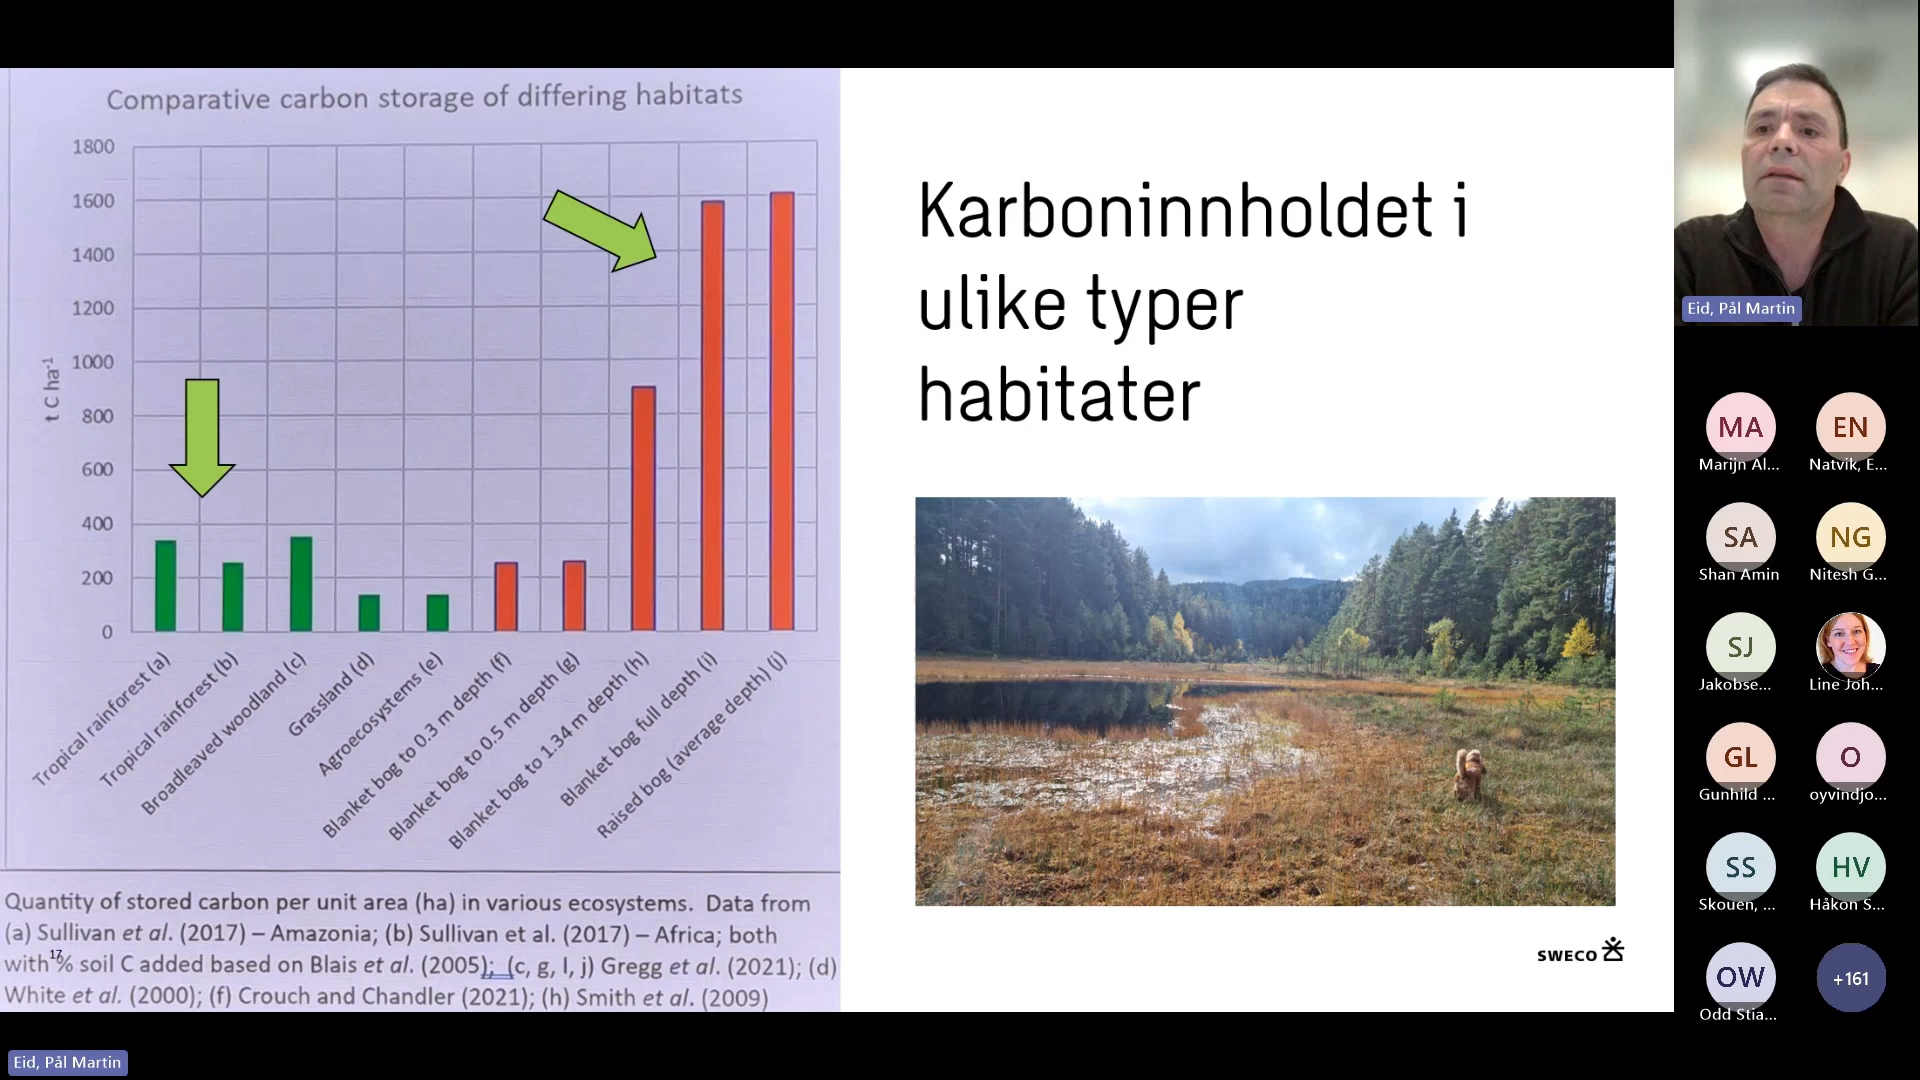 Comparative carbon storage of differing habitats
1800
1600
1400
1200
1000
800
600
400
200
0
t C ha-1
Tropical rainforest (a)
Tropical rainforest (b)
Broadleaved woodland (c)
Grassland (d)
Agroecosystems (e)
Blanket bog to 0.3 m depth (f)
Blanket bog to 0.5 m depth (g)
Blanket bog to 1.34 m depth (h)
Blanket bog full depth (i)
Raised bog (average depth) (j)
Quantity of stored carbon per unit area (ha) in various ecosystems. Data from
(a) Sullivan et al. (2017) – Amazonia; (b) Sullivan et al. (2017) – Africa; both
with % soil C added based on Blais et al. (2005); (c, g, I, j) Gregg et al. (2021); (d)
White et al. (2000); (f) Crouch and Chandler (2021); (h) Smith et al. (2009)
17
Karboninnholdet i
ulike typer
habitater
SWECO
Eid, Pål Martin
MA
Marijn Al...
EN
Natvik, E...
SA
Shan Amin
NG
Nitesh G...
SJ
Jakobse...
Line Joh...
GL
Gunhild ...
O
oyvindjo...
SS
Skouen, ...
HV
Håkon S...
OW
Odd Stia...
+161
Eid, Pål Martin